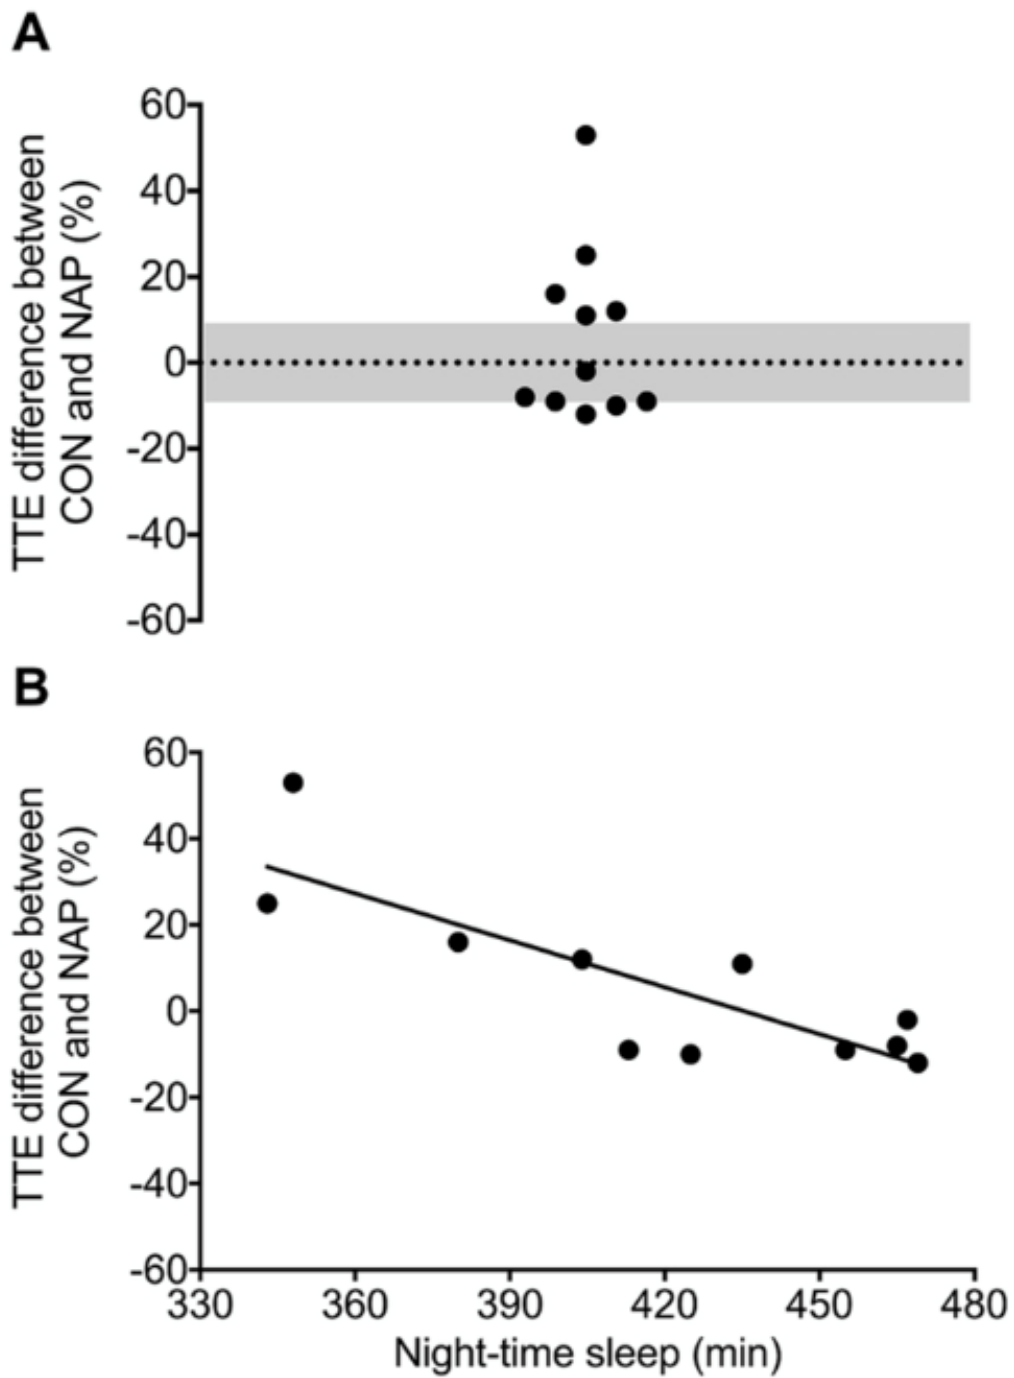 A
TTE difference between
CON and NAP (%)
60
40
20
0
-20
-40
-60
B
TTE difference between
CON and NAP (%)
60
40
20
0
-20
-40
-60
330 360 390 420 450 480
Night-time sleep (min)